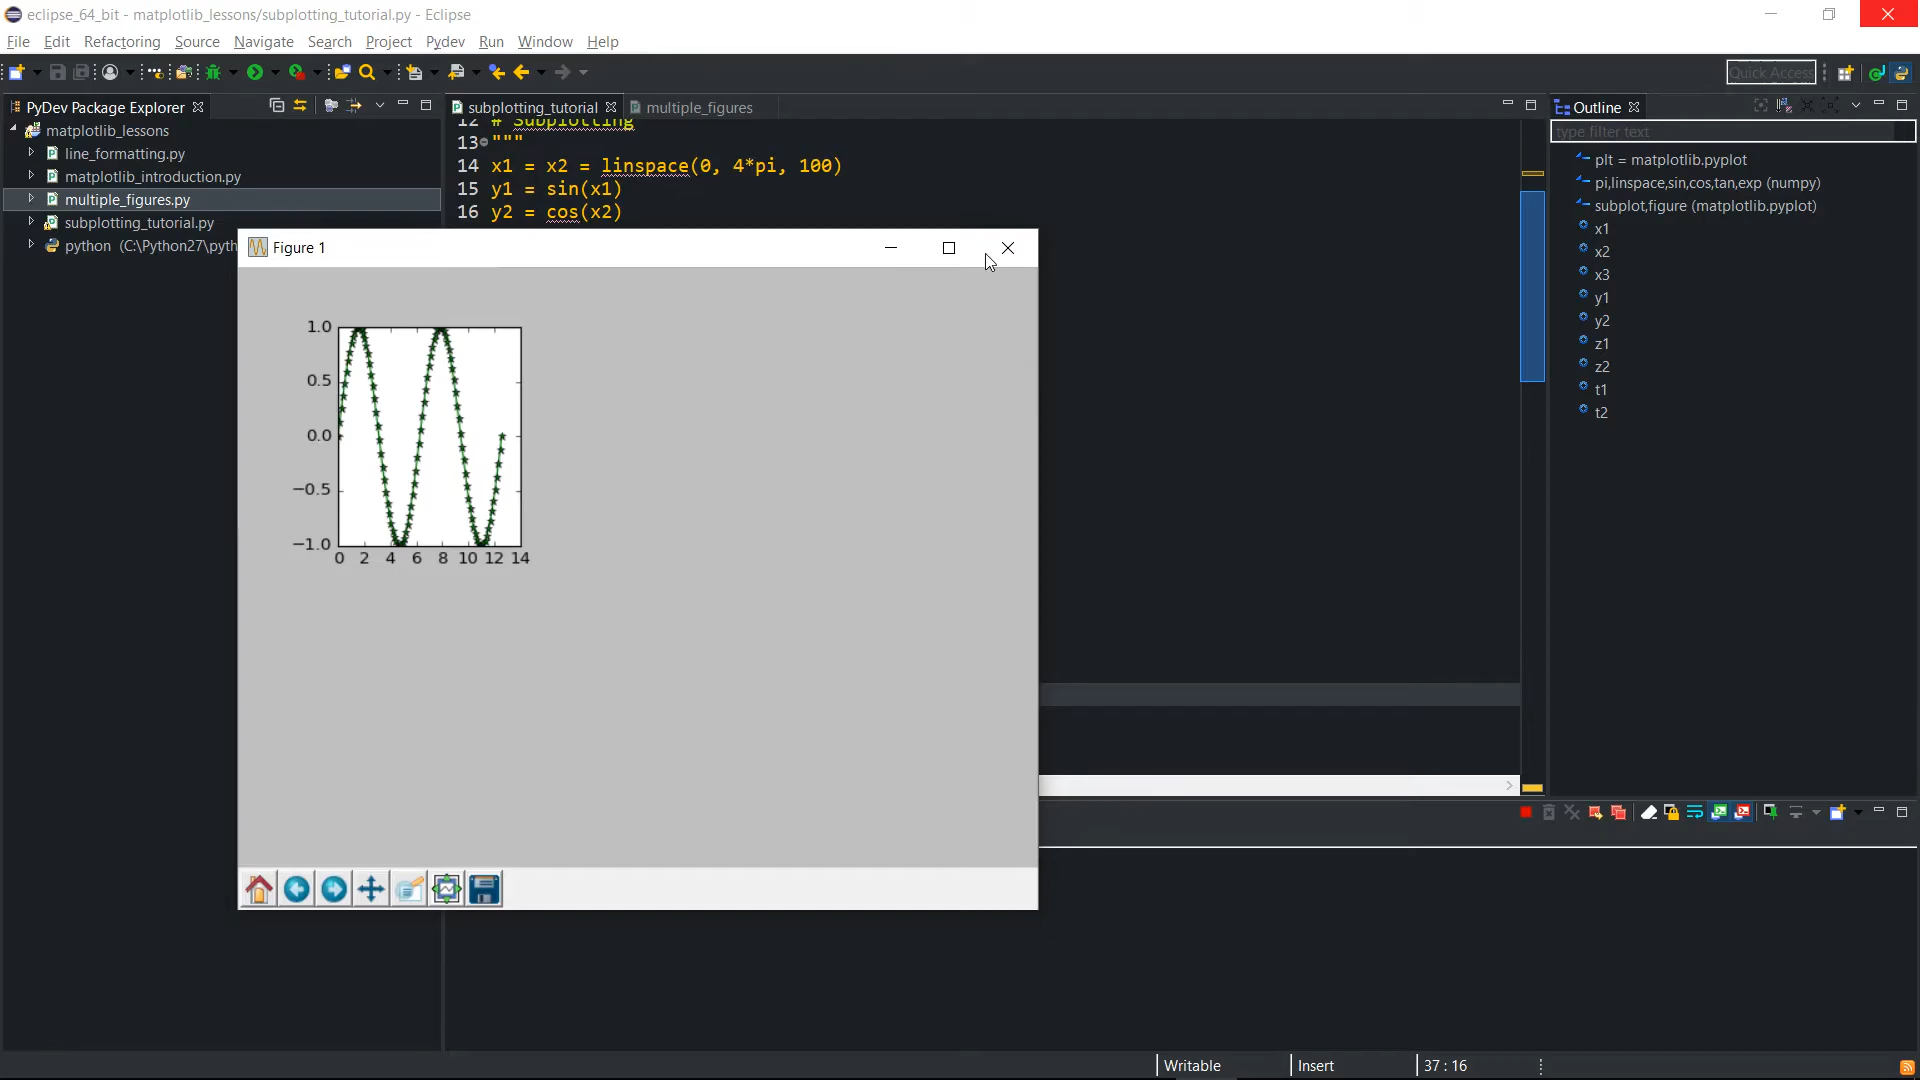 eclipse_64_bit - matplotlib_lessons/subplotting_tutorial.py - Eclipse
File Edit Refactoring Source Navigate Search Project Pydev Run Window Help
Quick Access
PyDev Package Explorer
subplotting_tutorial
multiple_figures
Outline
matplotlib_lessons
line_formatting.py
matplotlib_introduction.py
multiple_figures.py
subplotting_tutorial.py
python (C:\Python27\pyth
12 # Subplotting
13 """
14 x1 = x2 = linspace(0, 4*pi, 100)
15 y1 = sin(x1)
16 y2 = cos(x2)
type filter text
plt = matplotlib.pyplot
pi,linspace,sin,cos,tan,exp (numpy)
subplot,figure (matplotlib.pyplot)
x1
x2
x3
y1
y2
z1
z2
t1
t2
Figure 1
1.0
0.5
0.0
−0.5
−1.0
0 2 4 6 8 10 12 14
Writable
Insert
37 : 16